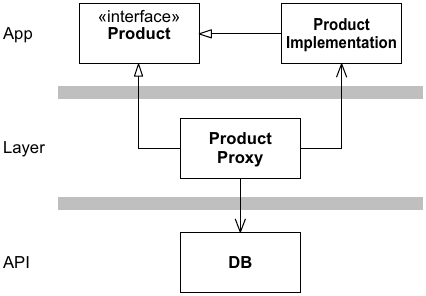 App
«interface»
Product
Product
Implementation
Layer
Product
Proxy
API
DB